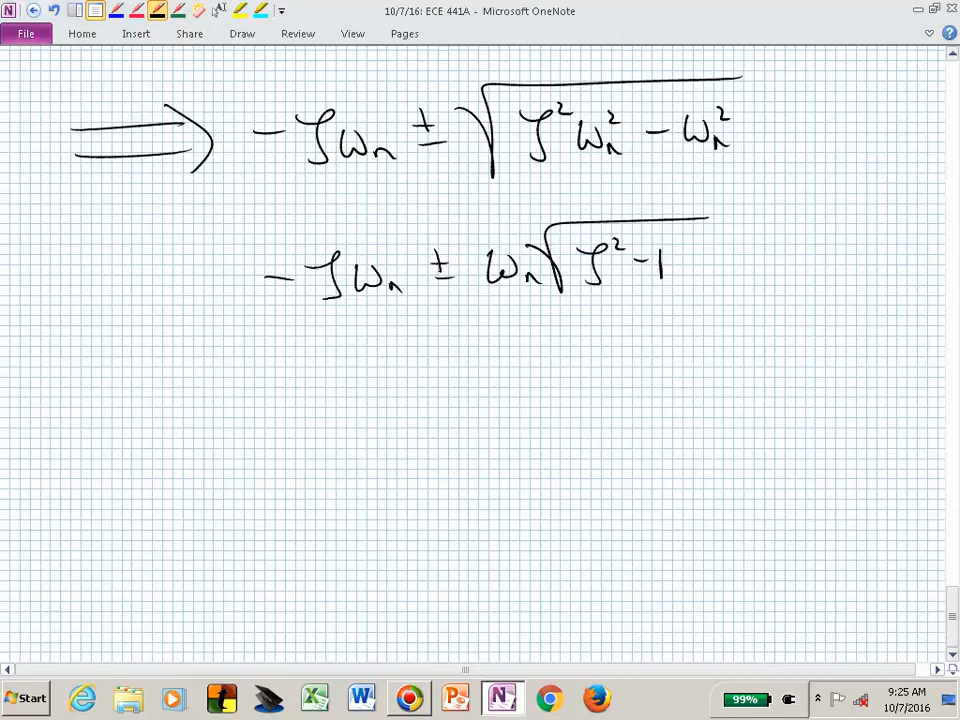 10/7/16: ECE 441A - Microsoft OneNote
File Home Insert Share Draw Review View Pages
⟹ -ζωn ± √(ζ²ωn² - ωn²)
-ζωn ± ωn√(ζ² - 1)
Start 99% 9:25 AM
10/7/2016